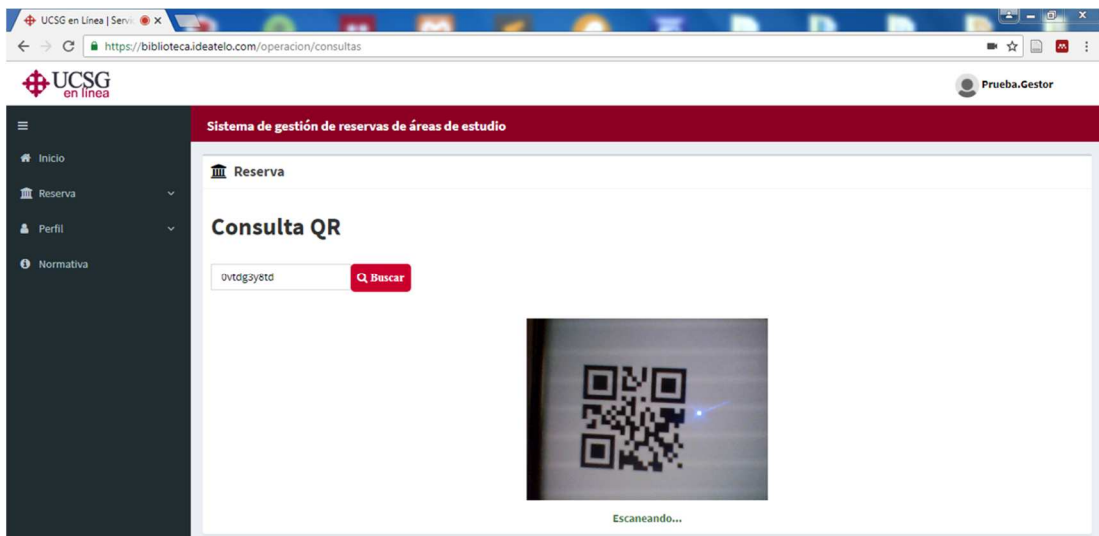 UCSG en Línea | Servi
https://biblioteca.ideatelo.com/operacion/consultas
UCSG
en línea
Prueba.Gestor
Sistema de gestión de reservas de áreas de estudio
Inicio
Reserva
Perfil
Normativa
Reserva
Consulta QR
0vtdg3y8td
Buscar
Escaneando...